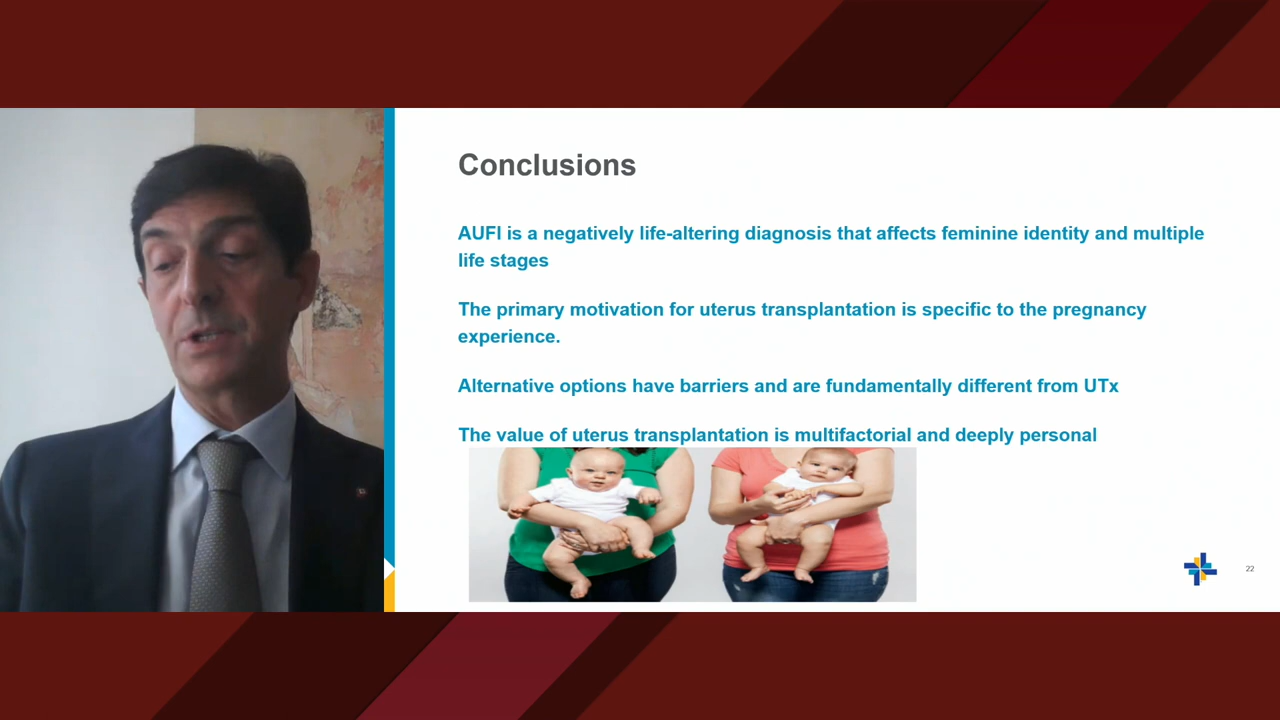 Conclusions
AUFI is a negatively life-altering diagnosis that affects feminine identity and multiple
life stages
The primary motivation for uterus transplantation is specific to the pregnancy
experience.
Alternative options have barriers and are fundamentally different from UTx
The value of uterus transplantation is multifactorial and deeply personal
22